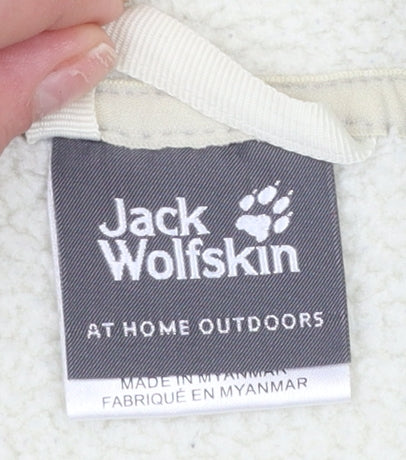 Jack
Wolfskin
AT HOME OUTDOORS
MADE IN MYANMAR
FABRIQUÉ EN MYANMAR